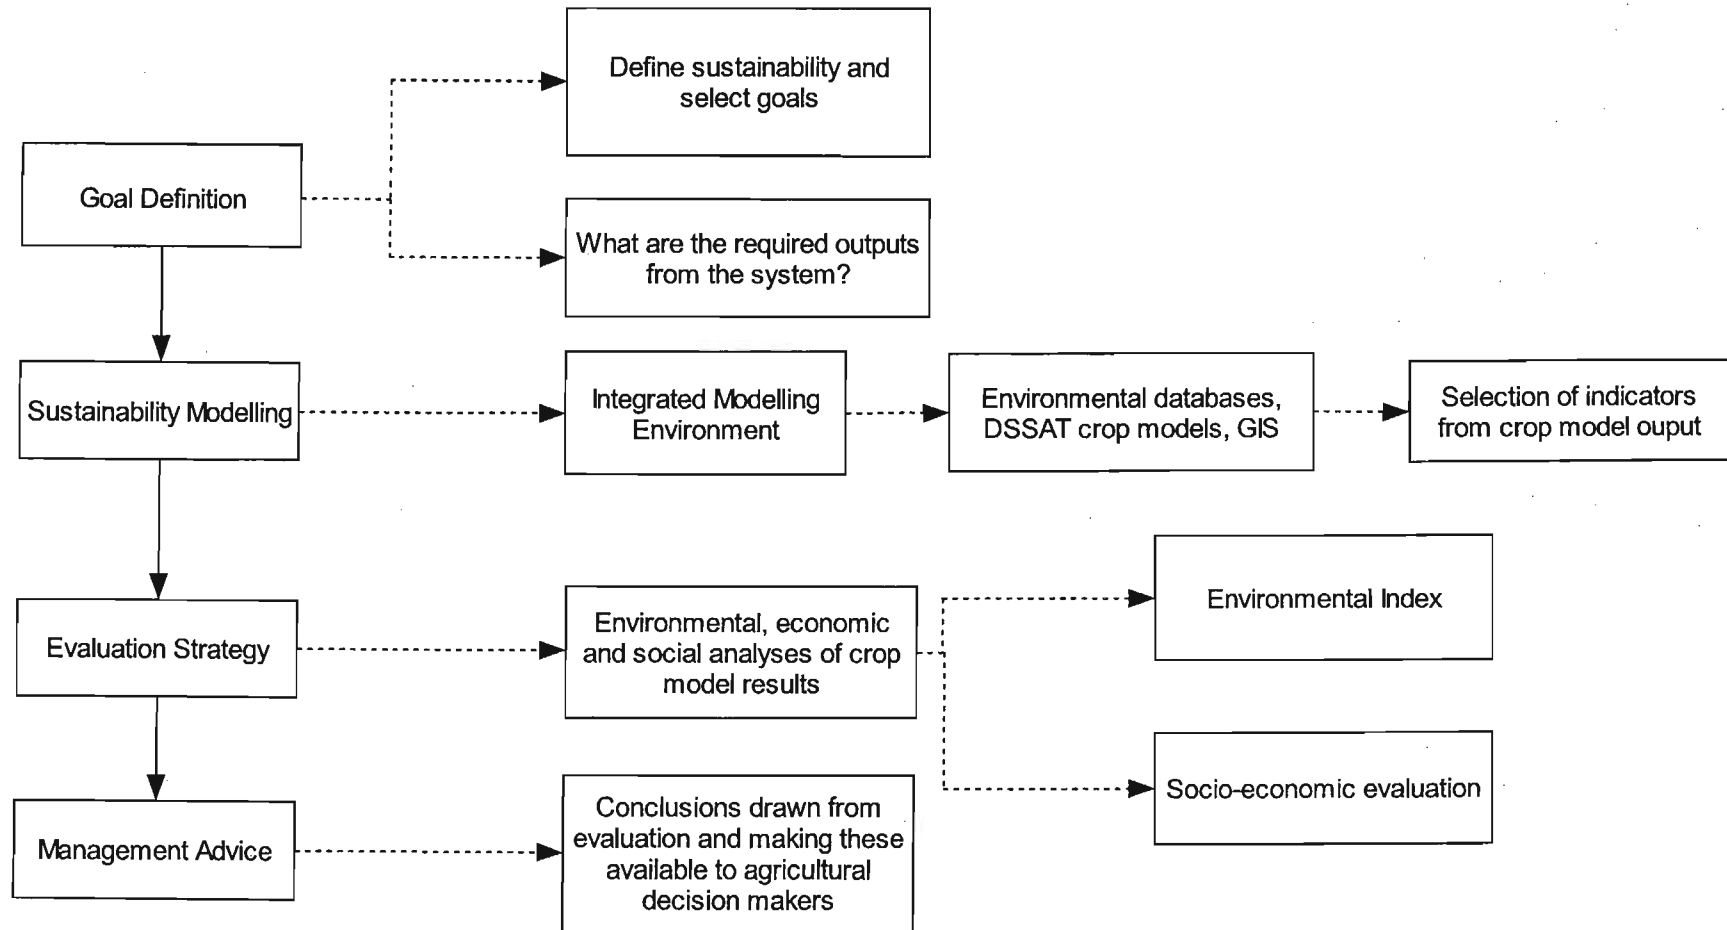 Define sustainability and
select goals
Goal Definition
What are the required outputs
from the system?
Sustainability Modelling
Integrated Modelling
Environment
Environmental databases,
DSSAT crop models, GIS
Selection of indicators
from crop model ouput
Evaluation Strategy
Environmental, economic
and social analyses of crop
model results
Environmental Index
Socio-economic evaluation
Management Advice
Conclusions drawn from
evaluation and making these
available to agricultural
decision makers